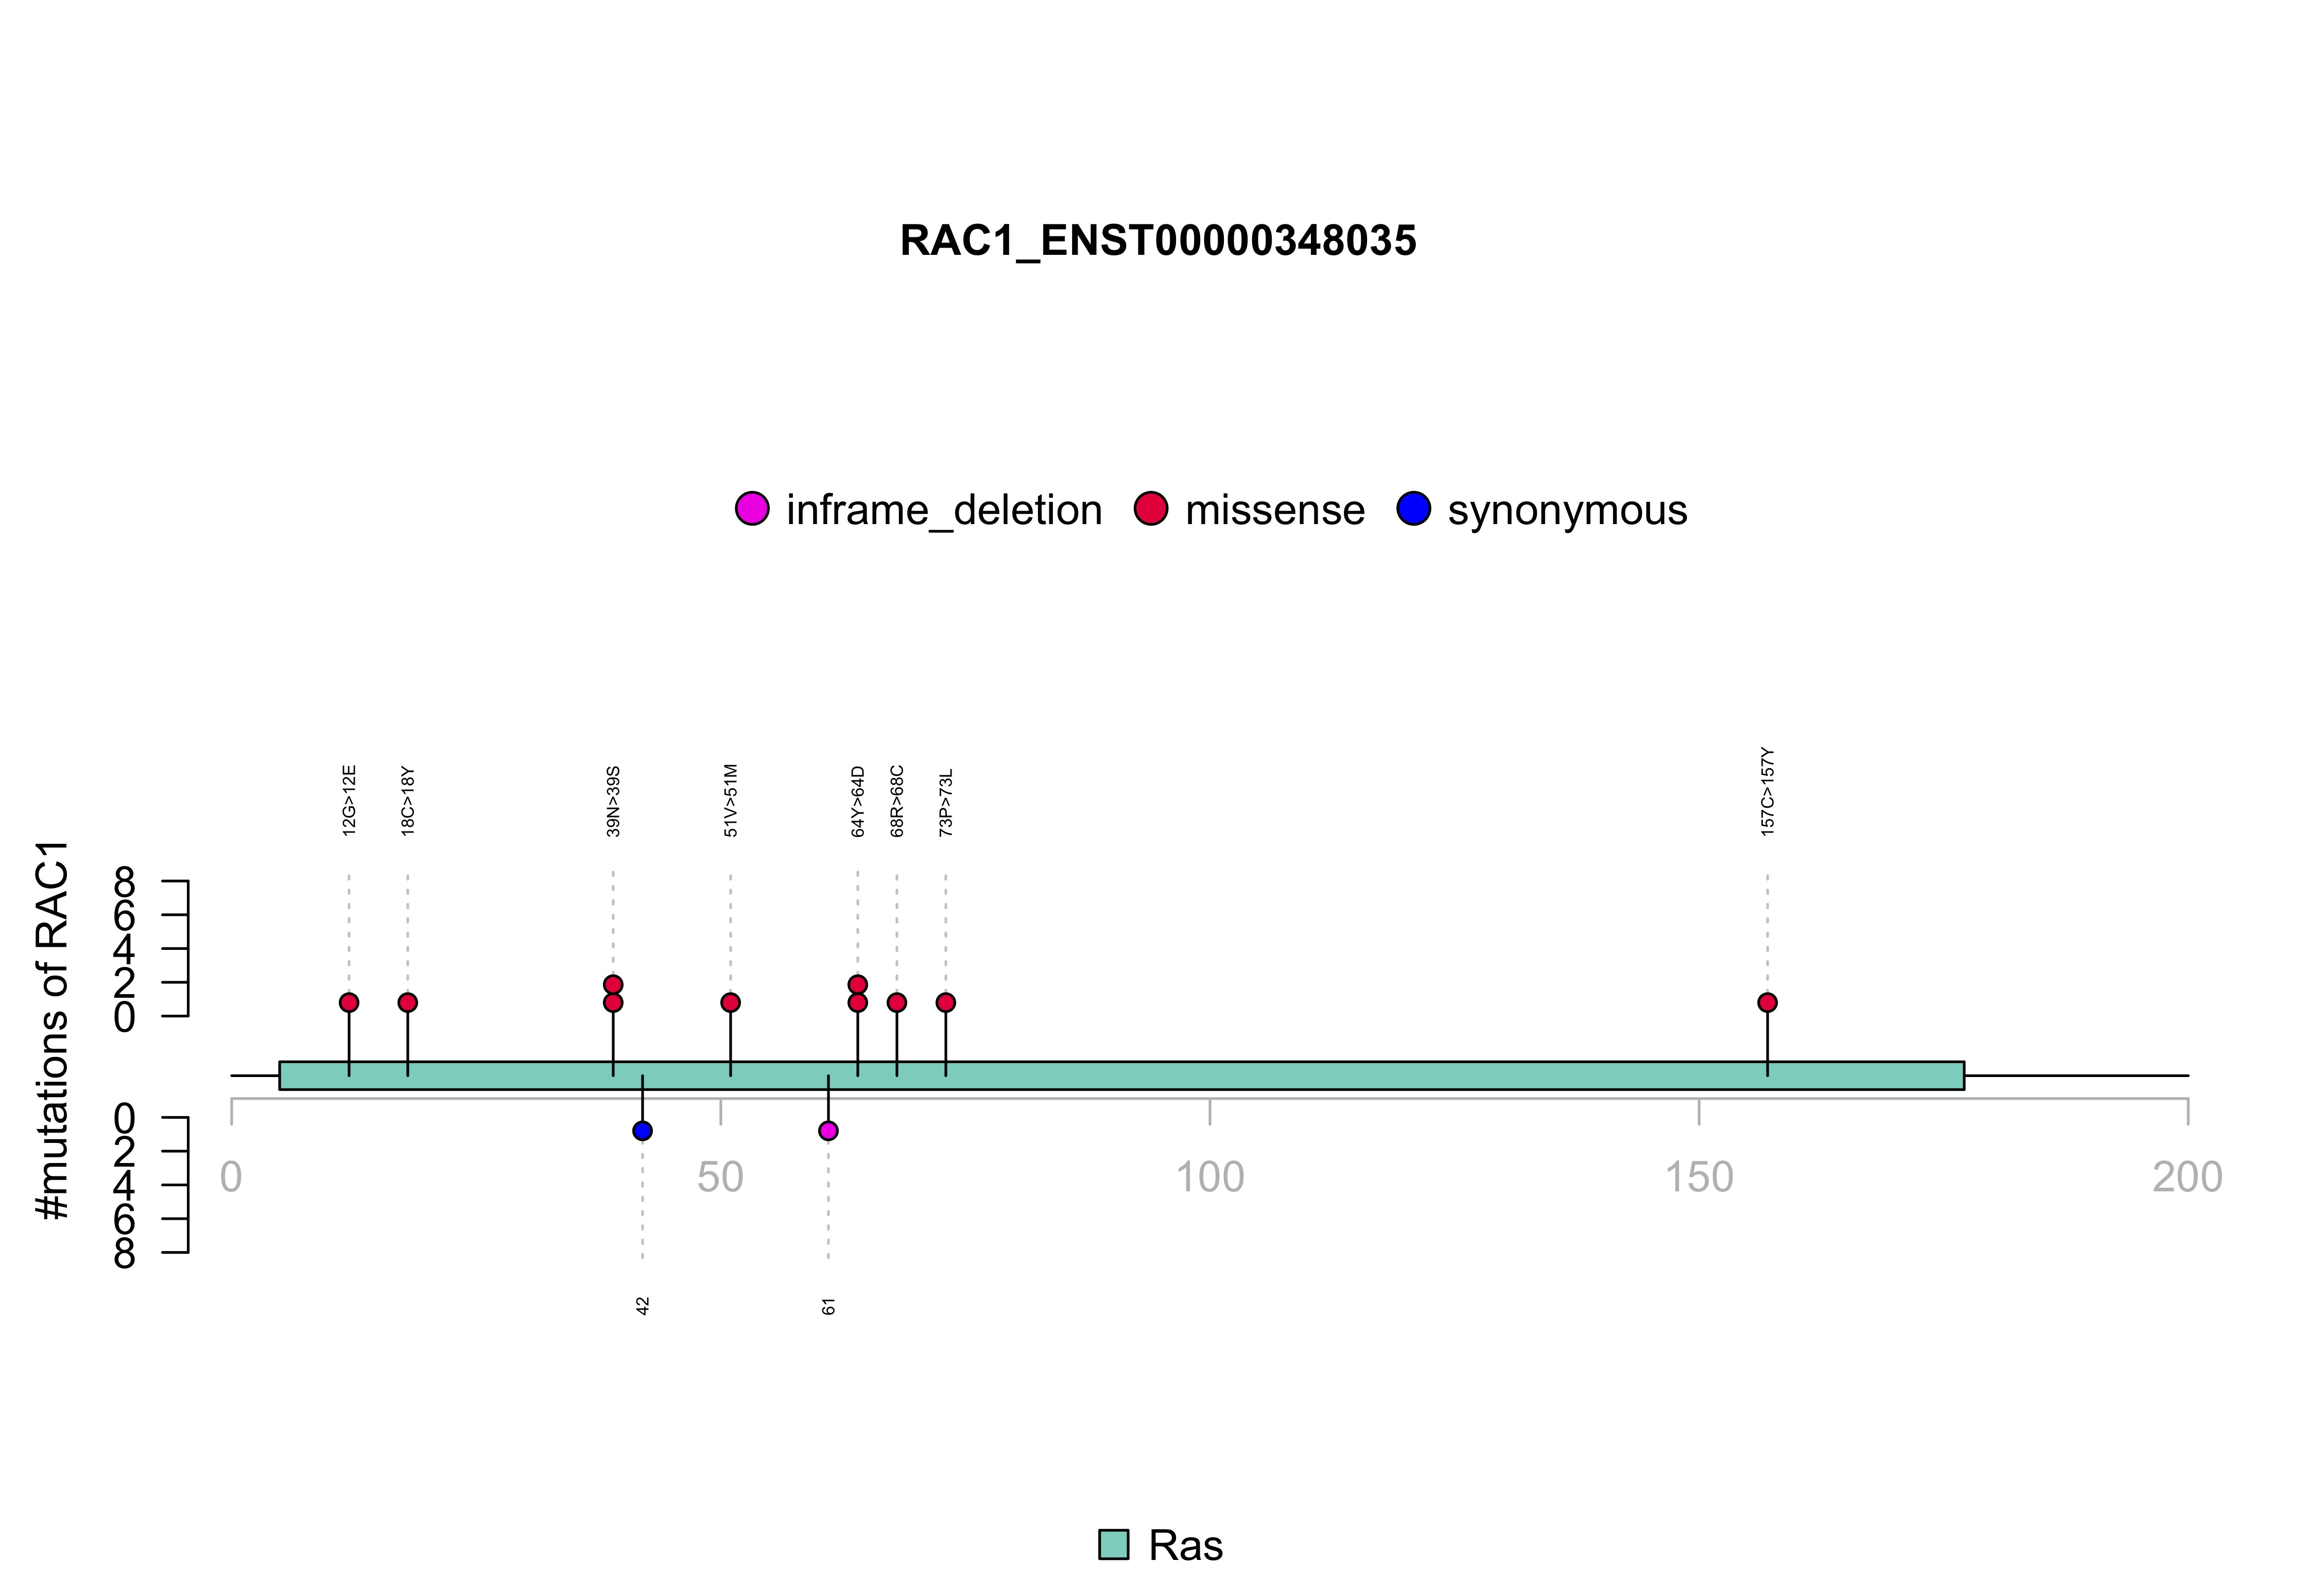 RAC1_ENST00000348035
inframe_deletion missense synonymous
12G>12E
18C>18Y
39N>39S
51V>51M
64Y>64D
68R>68C
73P>73L
157C>157Y
#mutations of RAC1
8
6
4
2
0
0
2
4
6
8
0 50 100 150 200
42
61
Ras